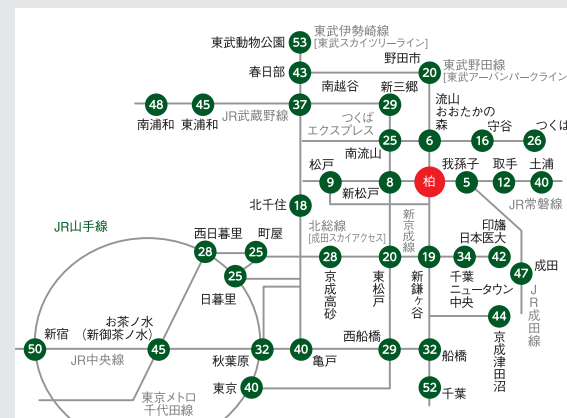 東武動物公園
53
東武伊勢崎線
[東武スカイツリーライン]
野田市
春日部
43
20
東武野田線
[東武アーバンパークライン
南越谷
新三郷
48
45
37
29
南浦和
東浦和
JR武蔵野線
つくば
エクスプレス
流山
おおたかの
森
守谷
つくば
25
6
16
26
南流山
松戸
我孫子
取手
土浦
9
8
柏
5
12
40
新松戸
JR常磐線
北千住
18
JR山手線
西日暮里
町屋
北総線
[成田スカイアクセス]
新京成線
印旛
日本医大
28
25
28
20
19
34
42
成田
47
25
日暮里
京成高砂
東松戸
新鎌ヶ谷
千葉
ニュータウン
中央
JR成田線
44
京成津田沼
新宿
お茶ノ水
(新御茶ノ水)
西船橋
50
45
32
40
29
32
船橋
JR中央線
秋葉原
亀戸
東京
40
52
千葉
東京メトロ
千代田線